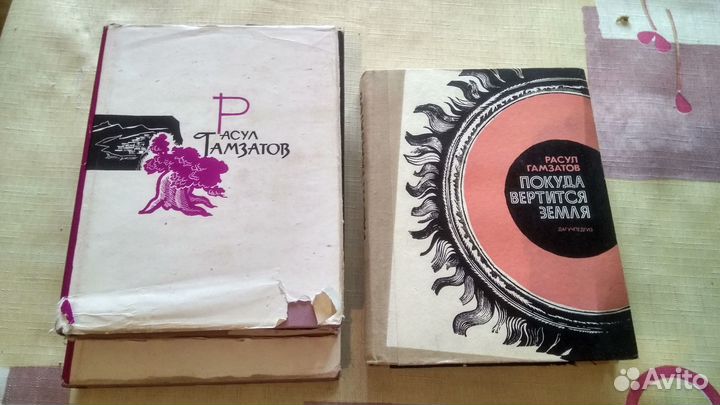 Расул
Гамзатов
РАСУЛ
ГАМЗАТОВ
ПОКУДА
ВЕРТИТСЯ
ЗЕМЛЯ
ДАГУЧПЕДГИЗ
Avito